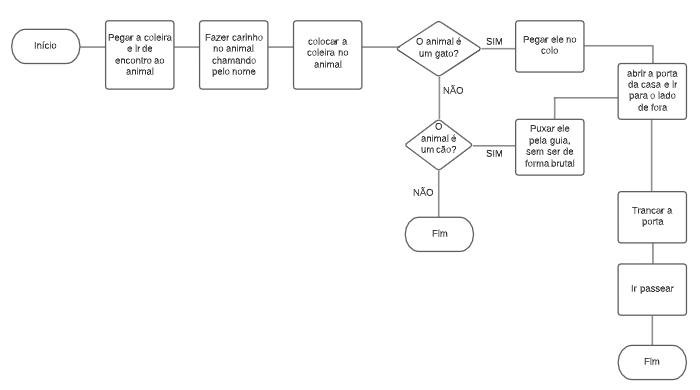 Início
Pegar a coleira
e ir de
encontro ao
animal
Fazer carinho
no animal
chamando
pelo nome
colocar a
coleira no
animal
O animal é
um gato?
SIM
Pegar ele no
colo
NÃO
abrir a porta
da casa e ir
para o lado
de fora
O
animal é
um cão?
SIM
Puxar ele
pela guia,
sem ser de
forma brutal
NÃO
Fim
Trancar a
porta
Ir passear
Fim